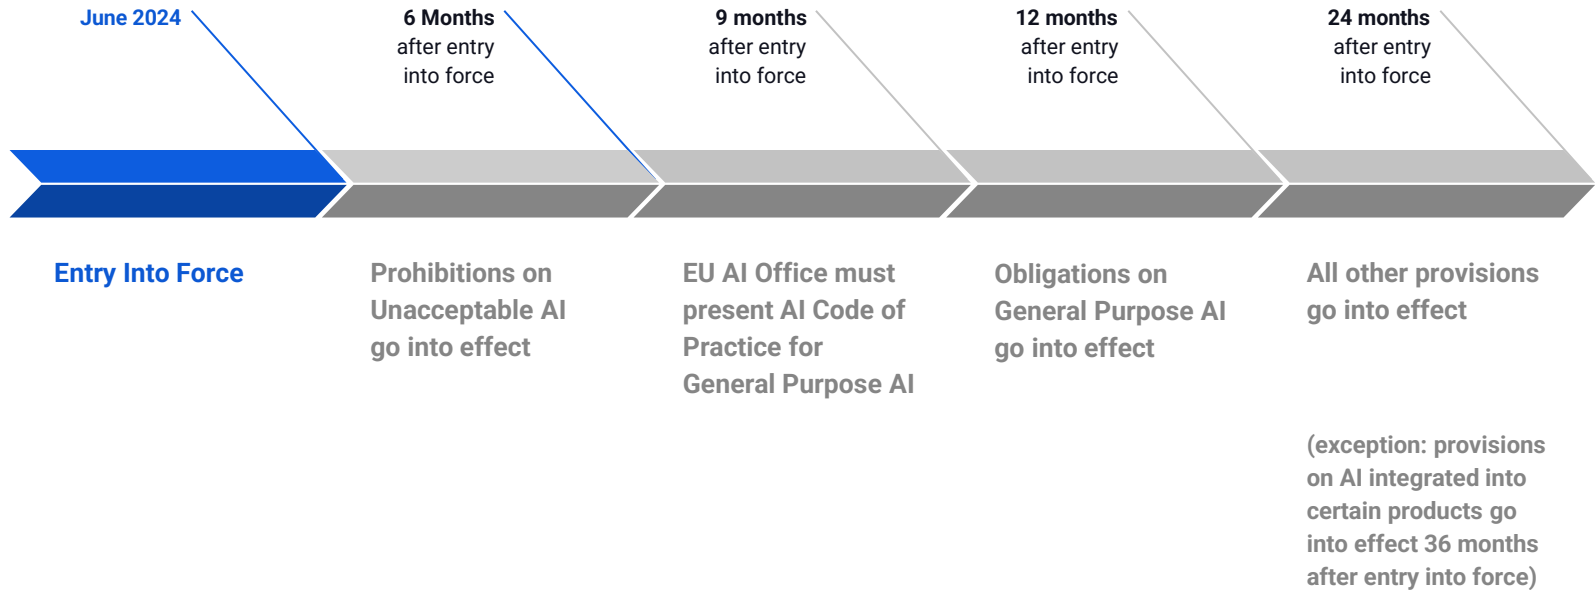 June 2024
6 Months
after entry
into force
9 months
after entry
into force
12 months
after entry
into force
24 months
after entry
into force
Entry Into Force
Prohibitions on
Unacceptable AI
go into effect
EU AI Office must
present AI Code of
Practice for
General Purpose AI
Obligations on
General Purpose AI
go into effect
All other provisions
go into effect
(exception: provisions
on AI integrated into
certain products go
into effect 36 months
after entry into force)